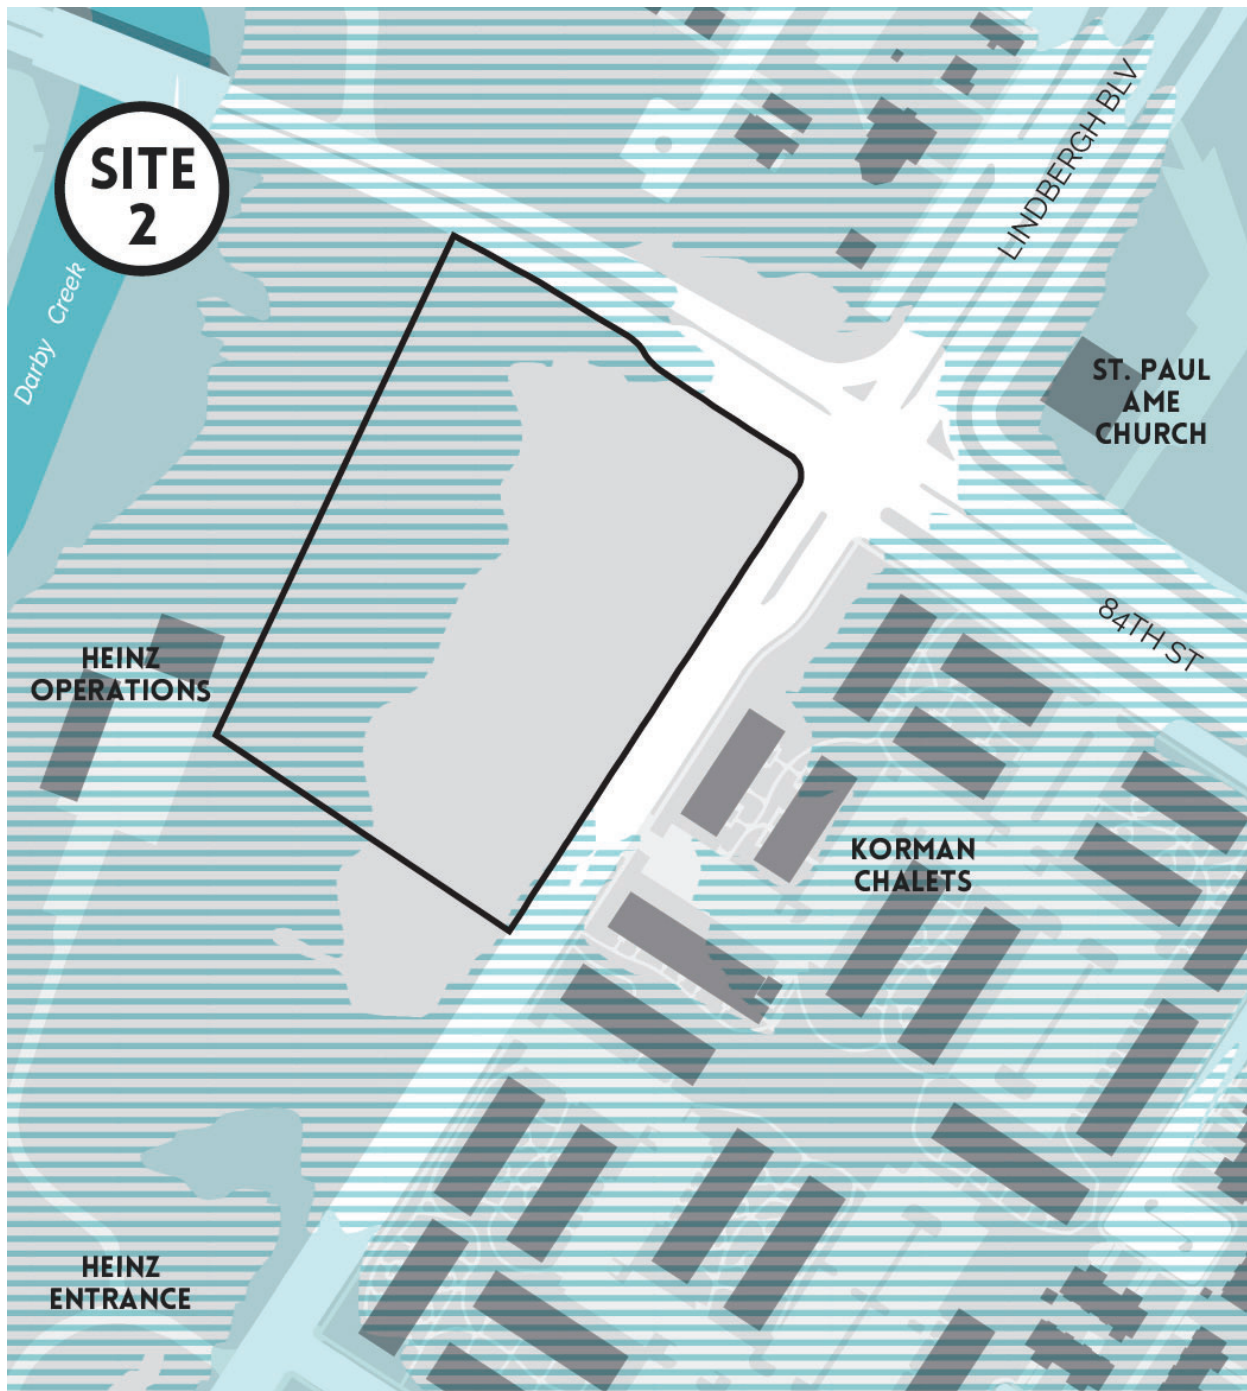 SITE
2
Darby Creek
LINDBERGH BLV
ST. PAUL
AME
CHURCH
84TH ST
HEINZ
OPERATIONS
KORMAN
CHALETS
HEINZ
ENTRANCE